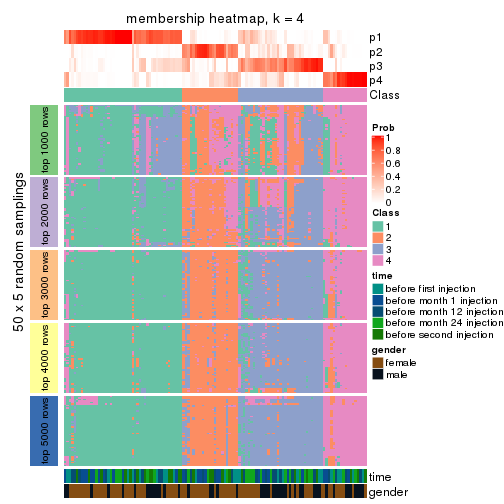 membership heatmap, k = 4
p1
p2
p3
p4
Class
50 x 5 random samplings
top 1000 rows
top 2000 rows
top 3000 rows
top 4000 rows
top 5000 rows
time
gender
Prob
1
0.8
0.6
0.4
0.2
0
Class
1
2
3
4
time
before first injection
before month 1 injection
before month 12 injection
before month 24 injection
before second injection
gender
female
male